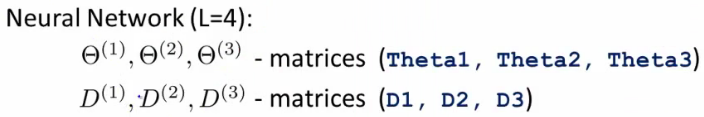 Neural Network (L=4):
Θ⁽¹⁾, Θ⁽²⁾, Θ⁽³⁾ - matrices (Theta1, Theta2, Theta3)
D⁽¹⁾, D⁽²⁾, D⁽³⁾ - matrices (D1, D2, D3)